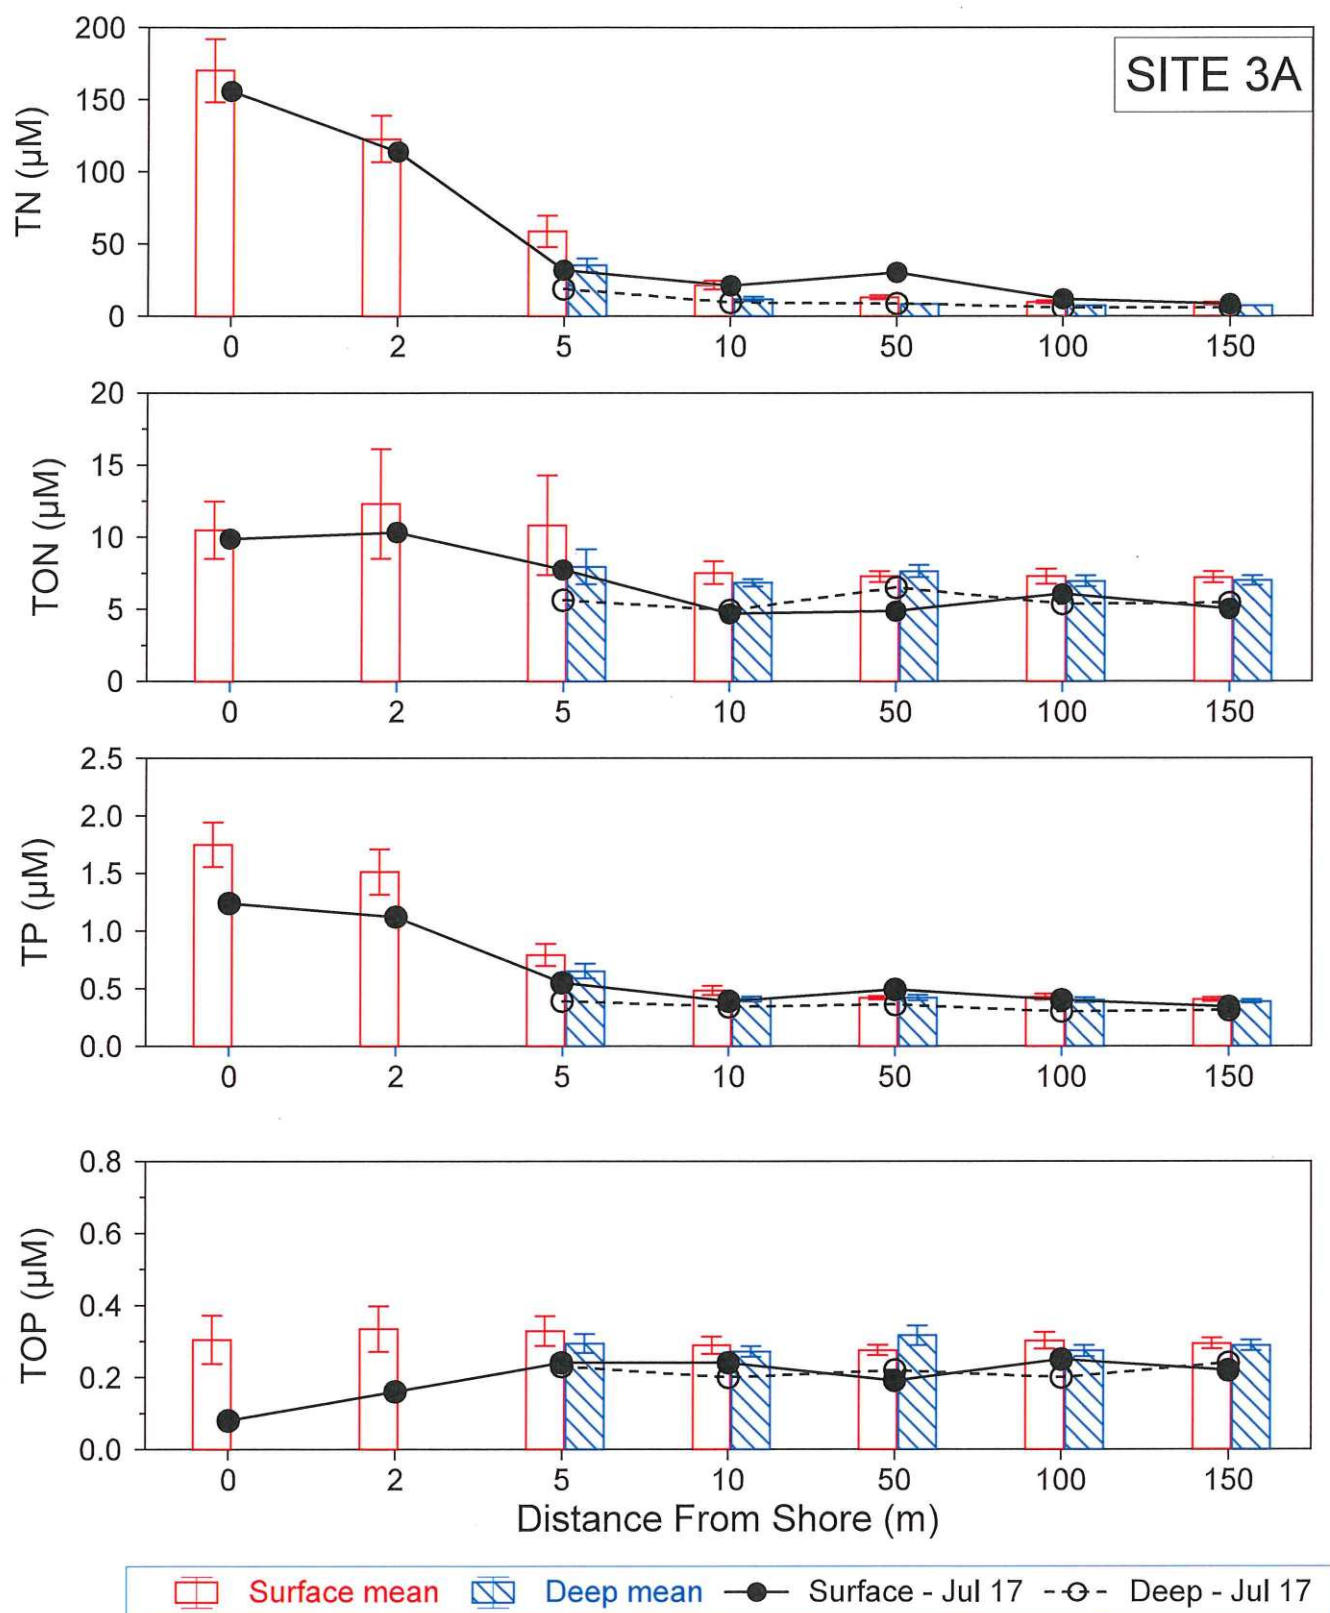 SITE 3A
TN (µM)
200
150
100
50
0
0 2 5 10 50 100 150
TON (µM)
20
15
10
5
0
0 2 5 10 50 100 150
TP (µM)
2.5
2.0
1.5
1.0
0.5
0.0
0 2 5 10 50 100 150
TOP (µM)
0.8
0.6
0.4
0.2
0.0
0 2 5 10 50 100 150
Distance From Shore (m)
Surface mean Deep mean Surface - Jul 17 Deep - Jul 17